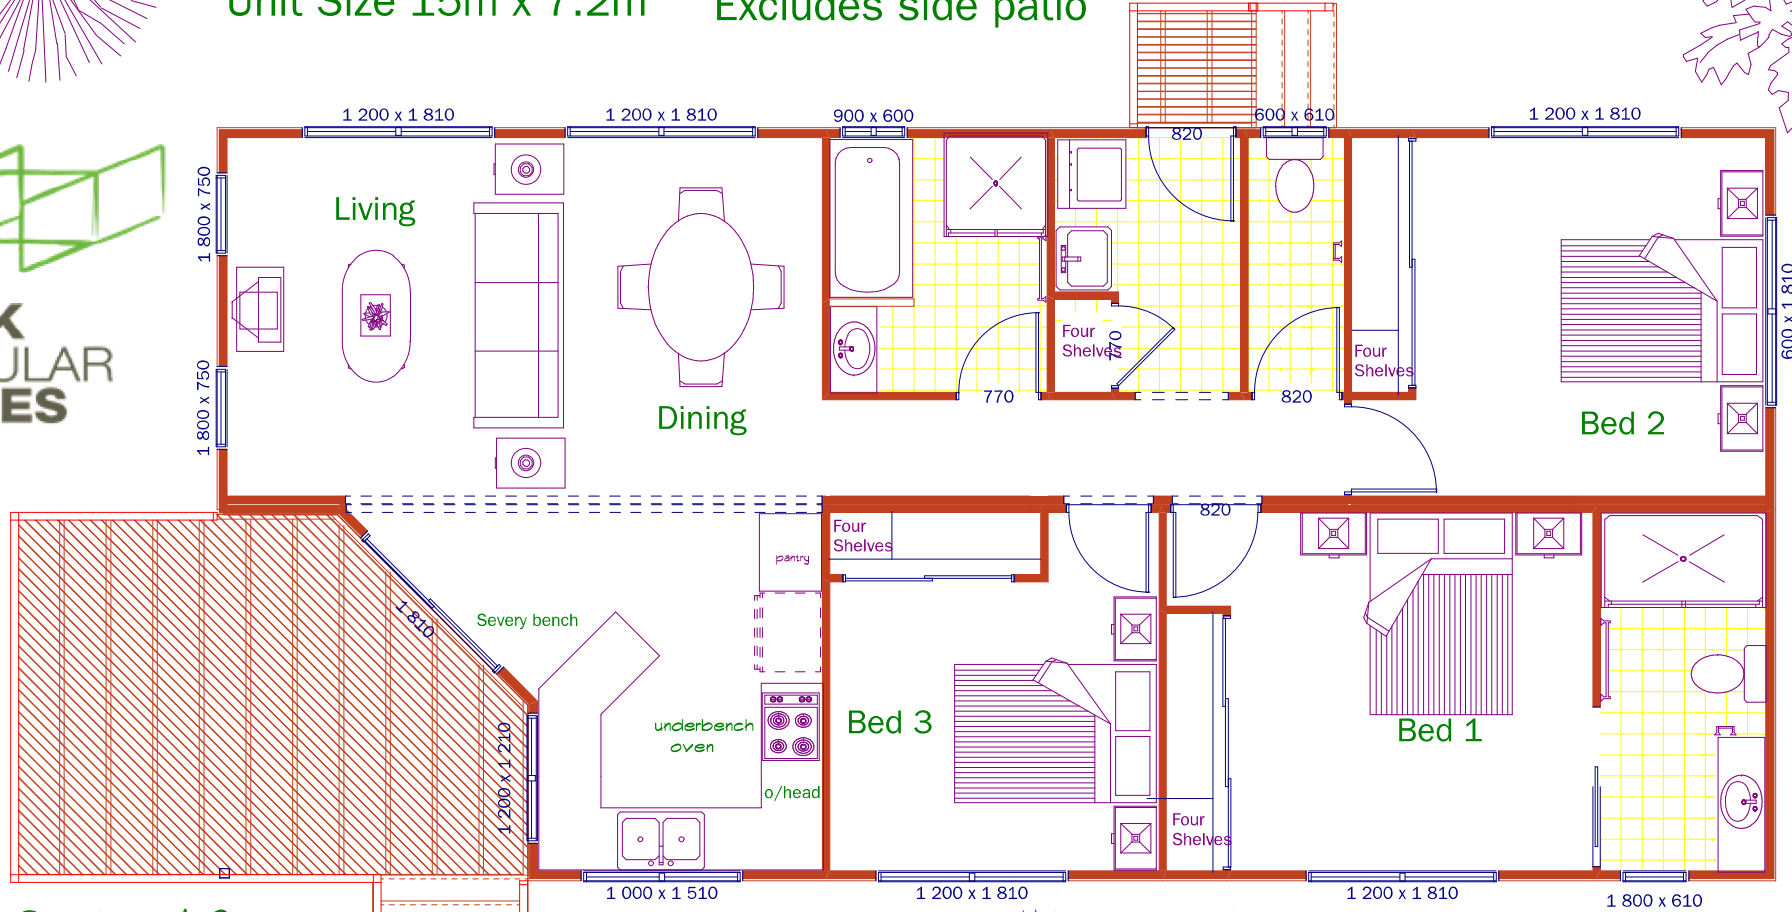 Unit Size 15m x 7.2m Excludes side patio
1 200 x 1 810
1 200 x 1 810
900 x 600
820
600 x 610
1 200 x 1 810
1 800 x 750
Living
Four
Shelves
770
Four
Shelves
600 x 1 810
ULAR
ES
1 800 x 750
Dining
770
820
Bed 2
820
Four
Shelves
pantry
1 810
Severy bench
1 200 x 1 210
underbench
oven
o/head
Bed 3
Bed 1
Four
Shelves
1 000 x 1 510
1 200 x 1 810
1 200 x 1 810
1 800 x 610